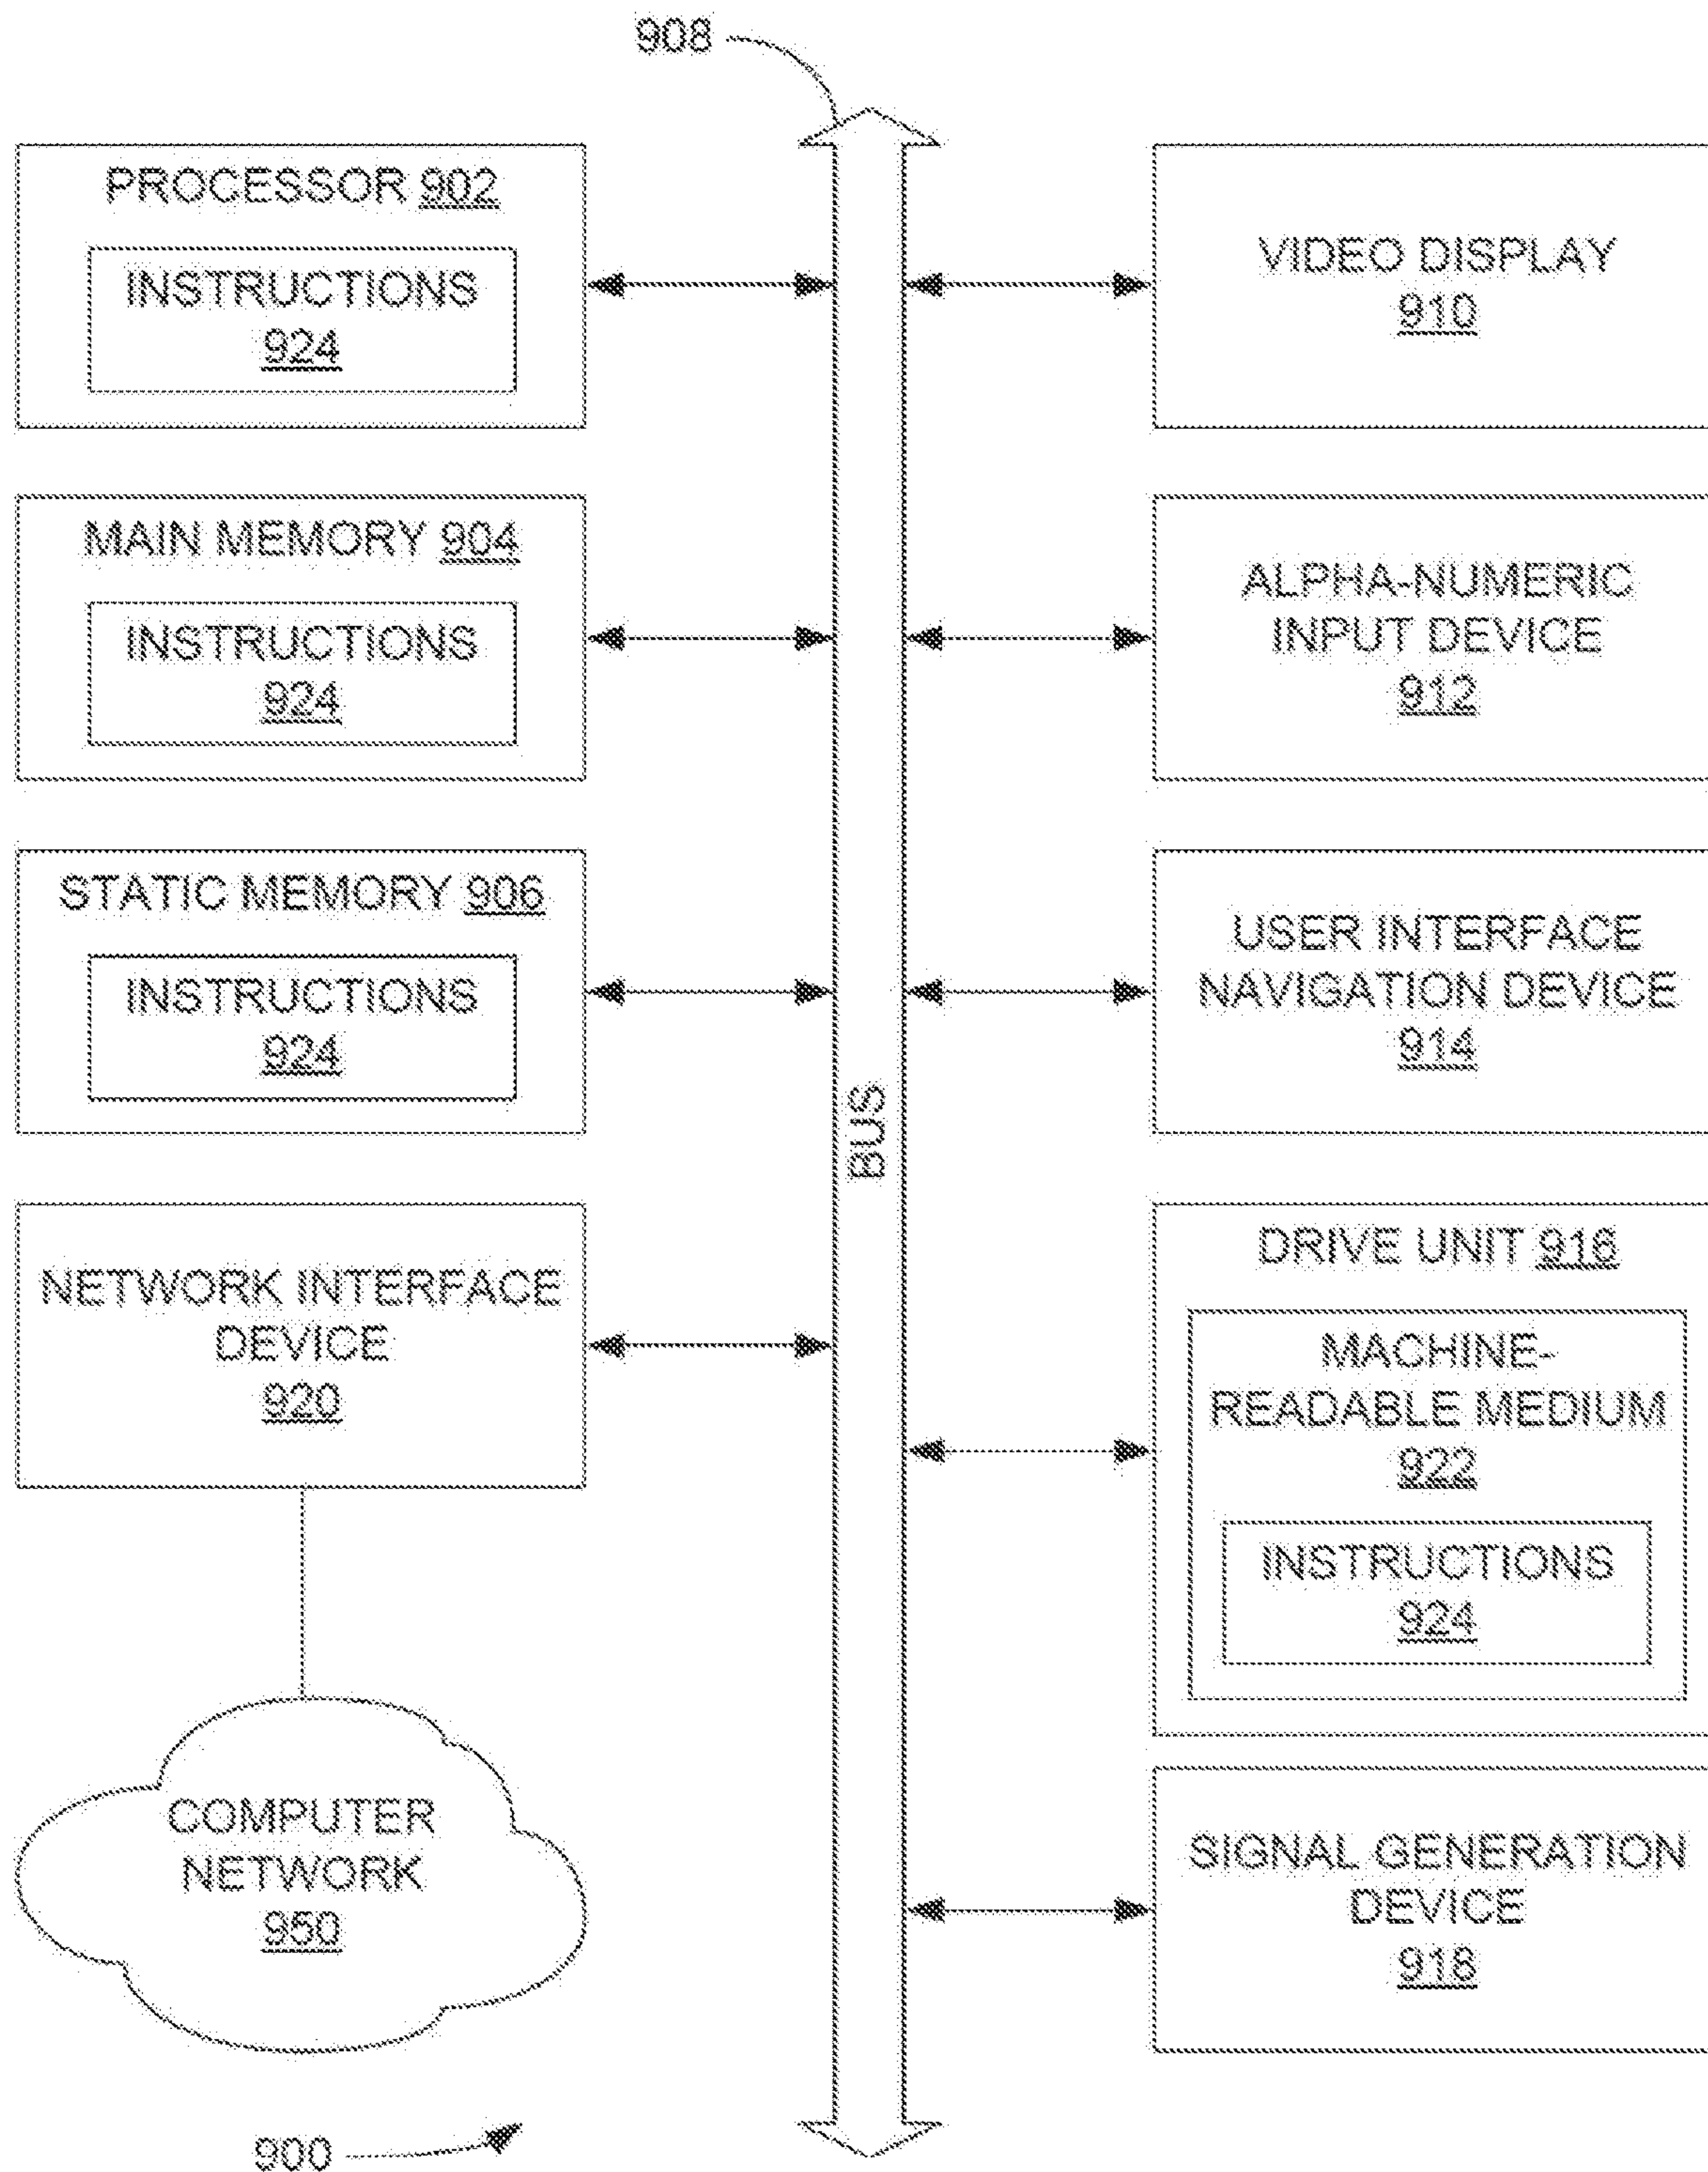 908
PROCESSOR 902
INSTRUCTIONS
924
MAIN MEMORY 904
INSTRUCTIONS
924
STATIC MEMORY 906
INSTRUCTIONS
924
NETWORK INTERFACE
DEVICE
920
COMPUTER
NETWORK
950
900
BUS
VIDEO DISPLAY
910
ALPHA-NUMERIC
INPUT DEVICE
912
USER INTERFACE
NAVIGATION DEVICE
914
DRIVE UNIT 916
MACHINE-
READABLE MEDIUM
922
INSTRUCTIONS
924
SIGNAL GENERATION
DEVICE
918